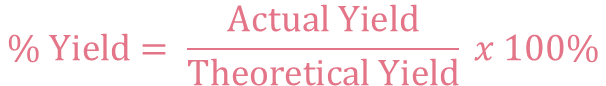 % Yield = Actual Yield / Theoretical Yield x 100%